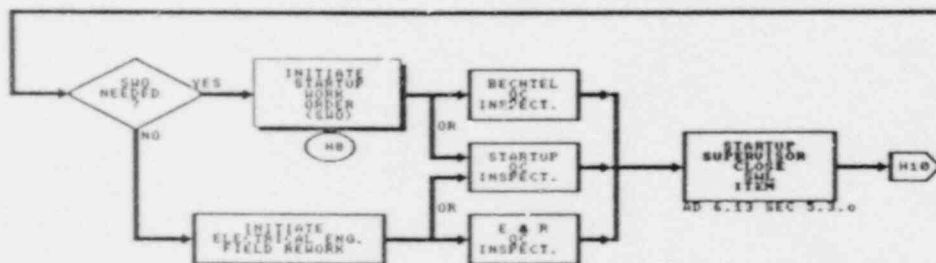 SWO
NEEDED
?
YES
NO
INITIATE
STARTUP
WORK
ORDER
(SWO)
H8
OR
BECHTEL
QC
INSPECT.
STARTUP
QC
INSPECT.
OR
INITIATE
ELECTRICAL ENG.
FIELD REWORK
E & R
QC
INSPECT.
STARTUP
SUPERVISOR
CLOSE
SWL
ITEM
AD 6.13 SEC 5.3.o
H10